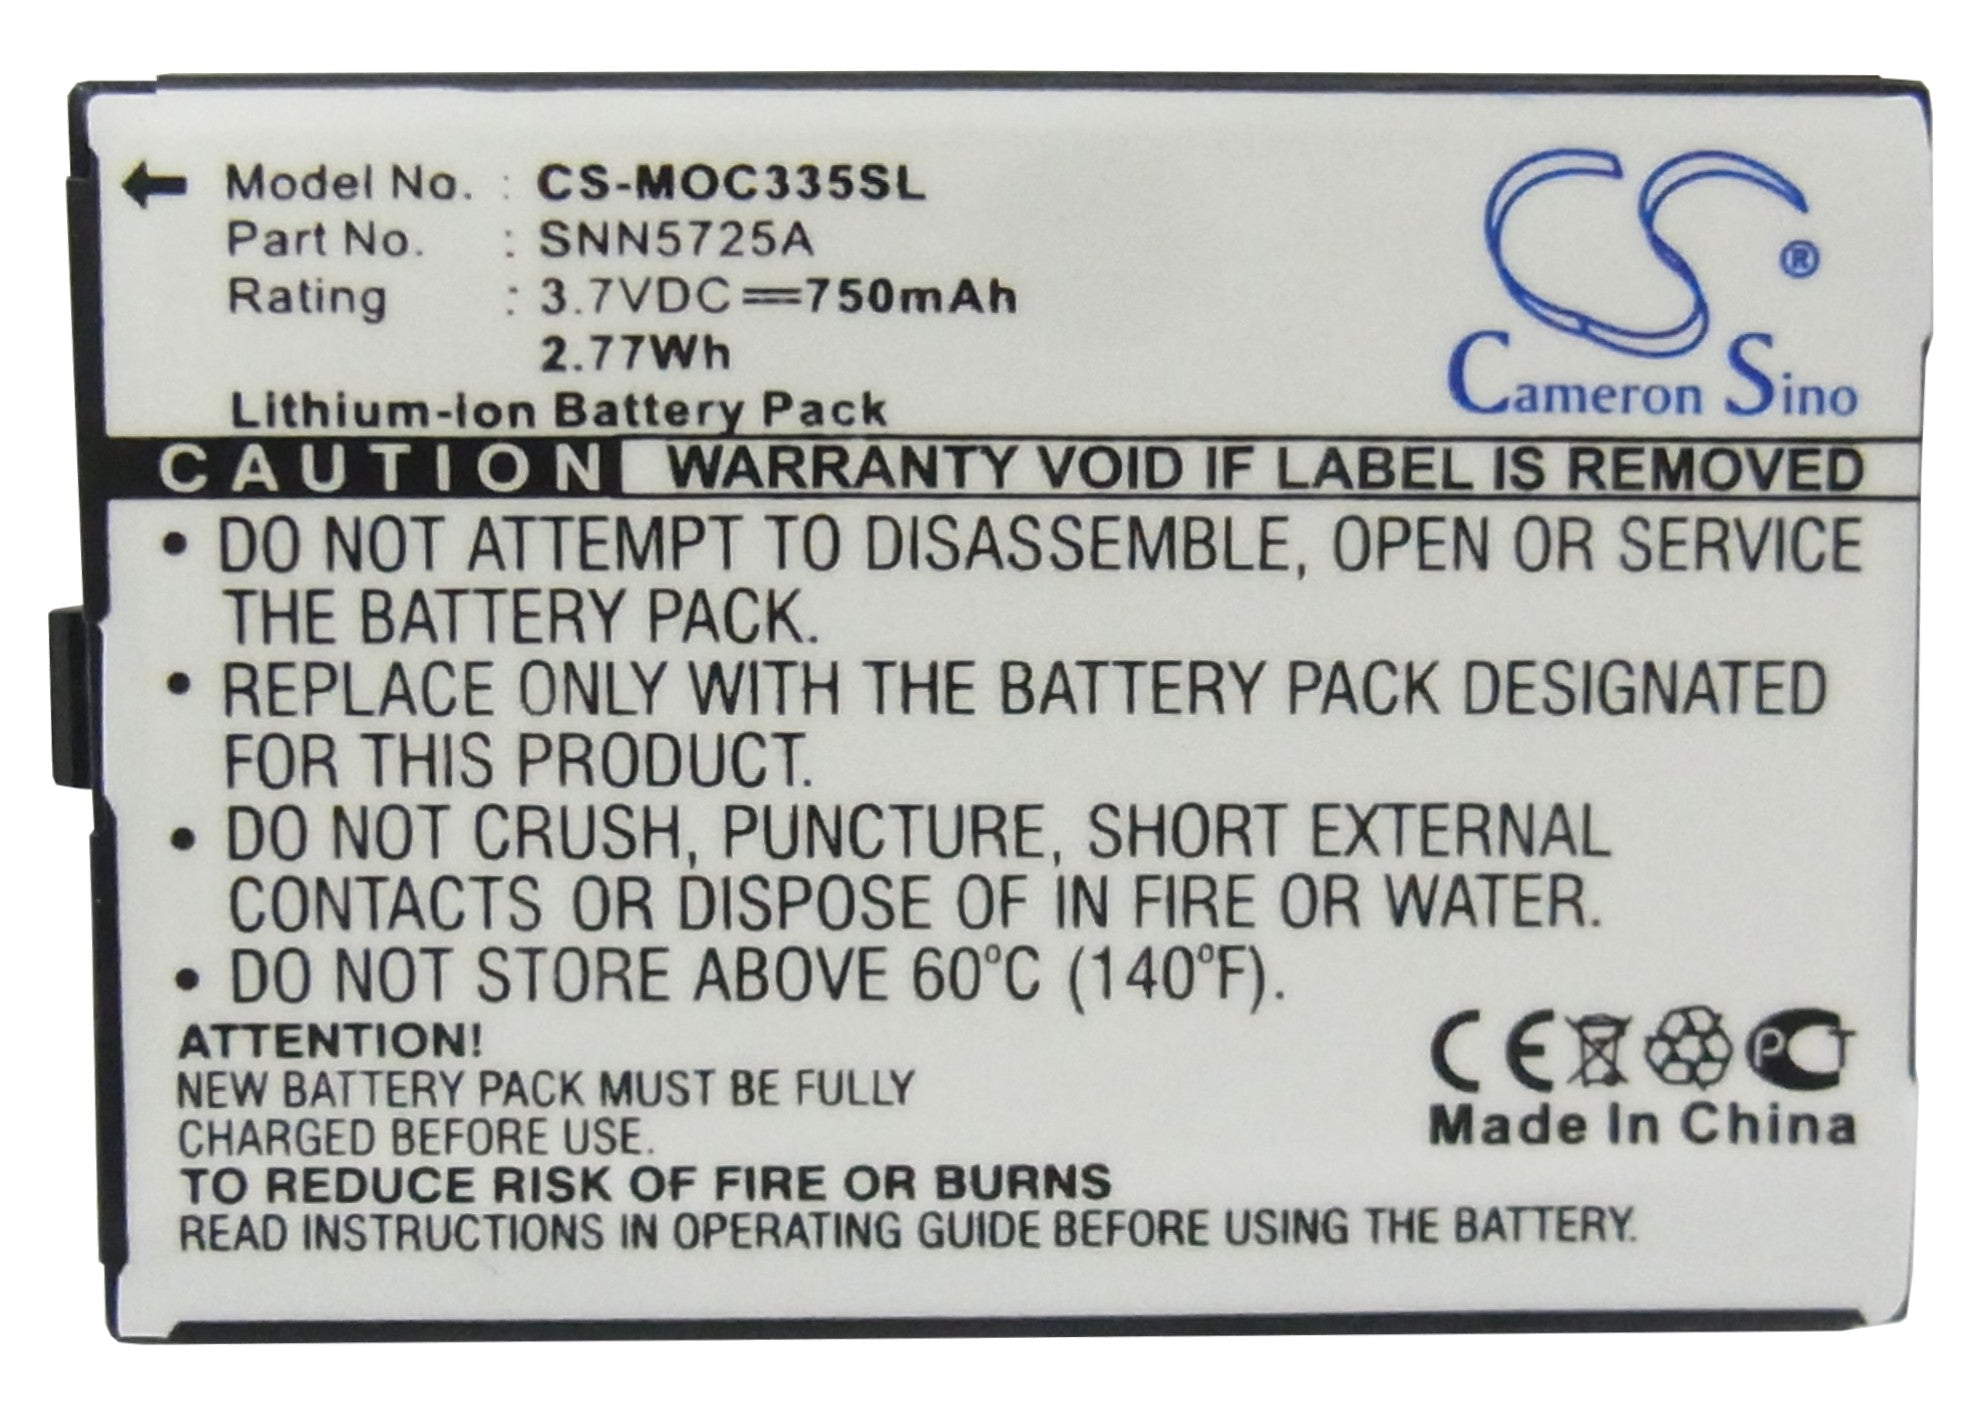 Model No. : CS-MOC335SL
Part No. : SNN5725A
Rating : 3.7VDC⎓750mAh
2.77Wh
Lithium-Ion Battery Pack
CS®
Cameron Sino
CAUTION WARRANTY VOID IF LABEL IS REMOVED
• DO NOT ATTEMPT TO DISASSEMBLE, OPEN OR SERVICE
THE BATTERY PACK.
• REPLACE ONLY WITH THE BATTERY PACK DESIGNATED
FOR THIS PRODUCT.
• DO NOT CRUSH, PUNCTURE, SHORT EXTERNAL
CONTACTS OR DISPOSE OF IN FIRE OR WATER.
• DO NOT STORE ABOVE 60°C (140°F).
ATTENTION!
NEW BATTERY PACK MUST BE FULLY
CHARGED BEFORE USE.
TO REDUCE RISK OF FIRE OR BURNS
READ INSTRUCTIONS IN OPERATING GUIDE BEFORE USING THE BATTERY.
CE PCT
Made In China